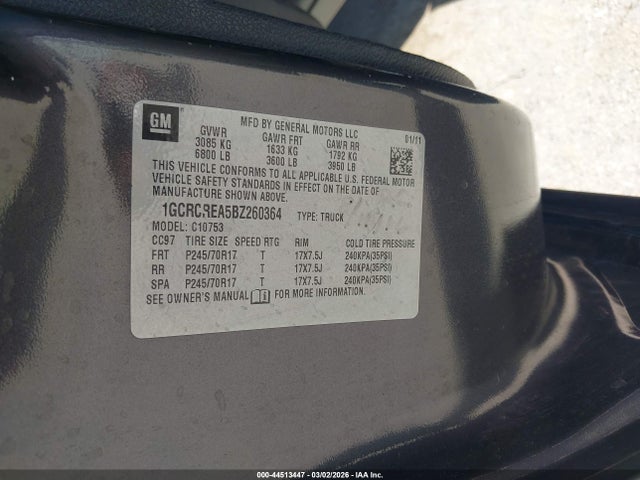 GM
MFD BY GENERAL MOTORS LLC 01/11
GVWR GAWR FRT GAWR RR
3085 KG 1633 KG 1792 KG
6800 LB 3600 LB 3950 LB
THIS VEHICLE CONFORMS TO ALL APPLICABLE U.S. FEDERAL MOTOR
VEHICLE SAFETY STANDARDS IN EFFECT ON THE DATE OF
MANUFACTURE SHOWN ABOVE.
1GCRCREA5BZ260364 TYPE: TRUCK
MODEL: C10753
CC97 TIRE SIZE SPEED RTG RIM COLD TIRE PRESSURE
FRT P245/70R17 T 17X7.5J 240KPA(35PSI)
RR P245/70R17 T 17X7.5J 240KPA(35PSI)
SPA P245/70R17 T 17X7.5J 240KPA(35PSI)
SEE OWNER'S MANUAL FOR MORE INFORMATION.
000-44513447 - 03/02/2026 - IAA Inc.